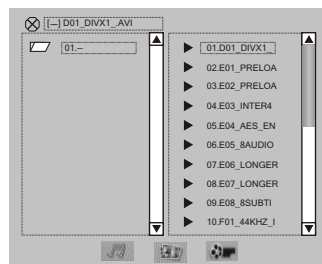 [–] D01_DIVX1_.AVI
01.–
01.D01_DIVX1_
02.E01_PRELOA
03.E02_PRELOA
04.E03_INTER4
05.E04_AES_EN
06.E05_8AUDIO
07.E06_LONGER
08.E07_LONGER
09.E08_8SUBTI
10.F01_44KHZ_I